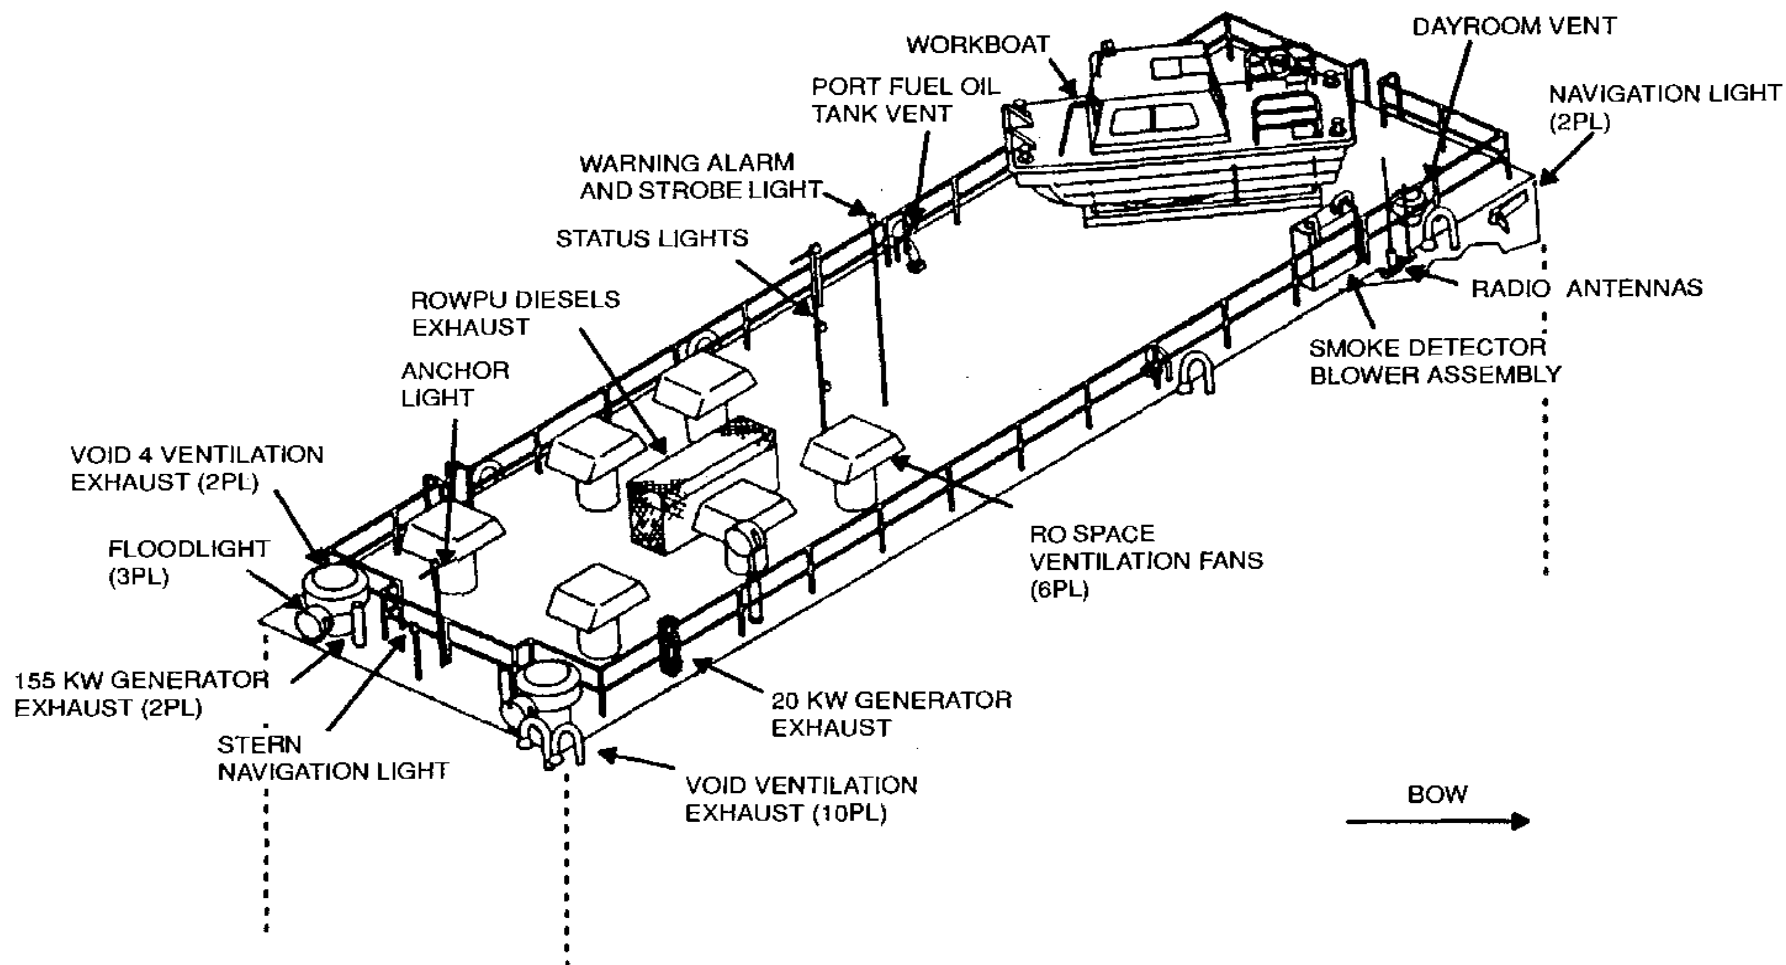 WORKBOAT
DAYROOM VENT
PORT FUEL OIL
TANK VENT
NAVIGATION LIGHT
(2PL)
WARNING ALARM
AND STROBE LIGHT
STATUS LIGHTS
ROWPU DIESELS
EXHAUST
RADIO ANTENNAS
SMOKE DETECTOR
BLOWER ASSEMBLY
ANCHOR
LIGHT
VOID 4 VENTILATION
EXHAUST (2PL)
FLOODLIGHT
(3PL)
RO SPACE
VENTILATION FANS
(6PL)
155 KW GENERATOR
EXHAUST (2PL)
20 KW GENERATOR
EXHAUST
STERN
NAVIGATION LIGHT
VOID VENTILATION
EXHAUST (10PL)
BOW